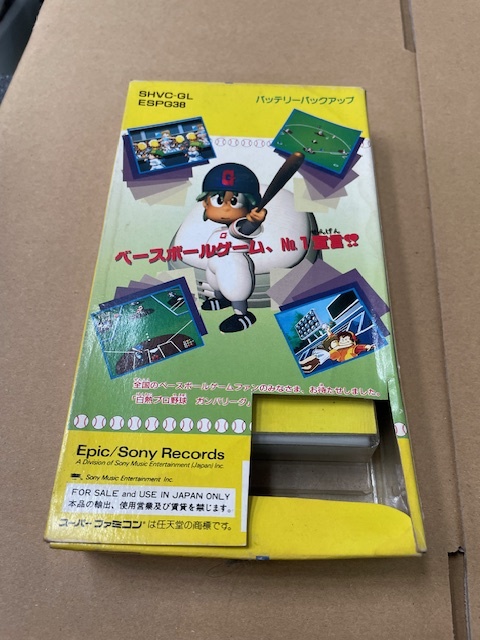 SHVC-GL
ESPG38
バッテリーバックアップ
G
ベースボールゲーム、No.1宣言!!
せんげん
全国のベースボールゲームファンのみなさま、お待たせしました。
「白熱プロ野球 ガンバリーグ」
Epic/Sony Records
A Division of Sony Music Entertainment (Japan) Inc.
Sony Music Entertainment Inc.
FOR SALE and USE IN JAPAN ONLY
本品の輸出、使用営業及び賃貸を禁じます。
スーパーファミコン®は任天堂の商標です。